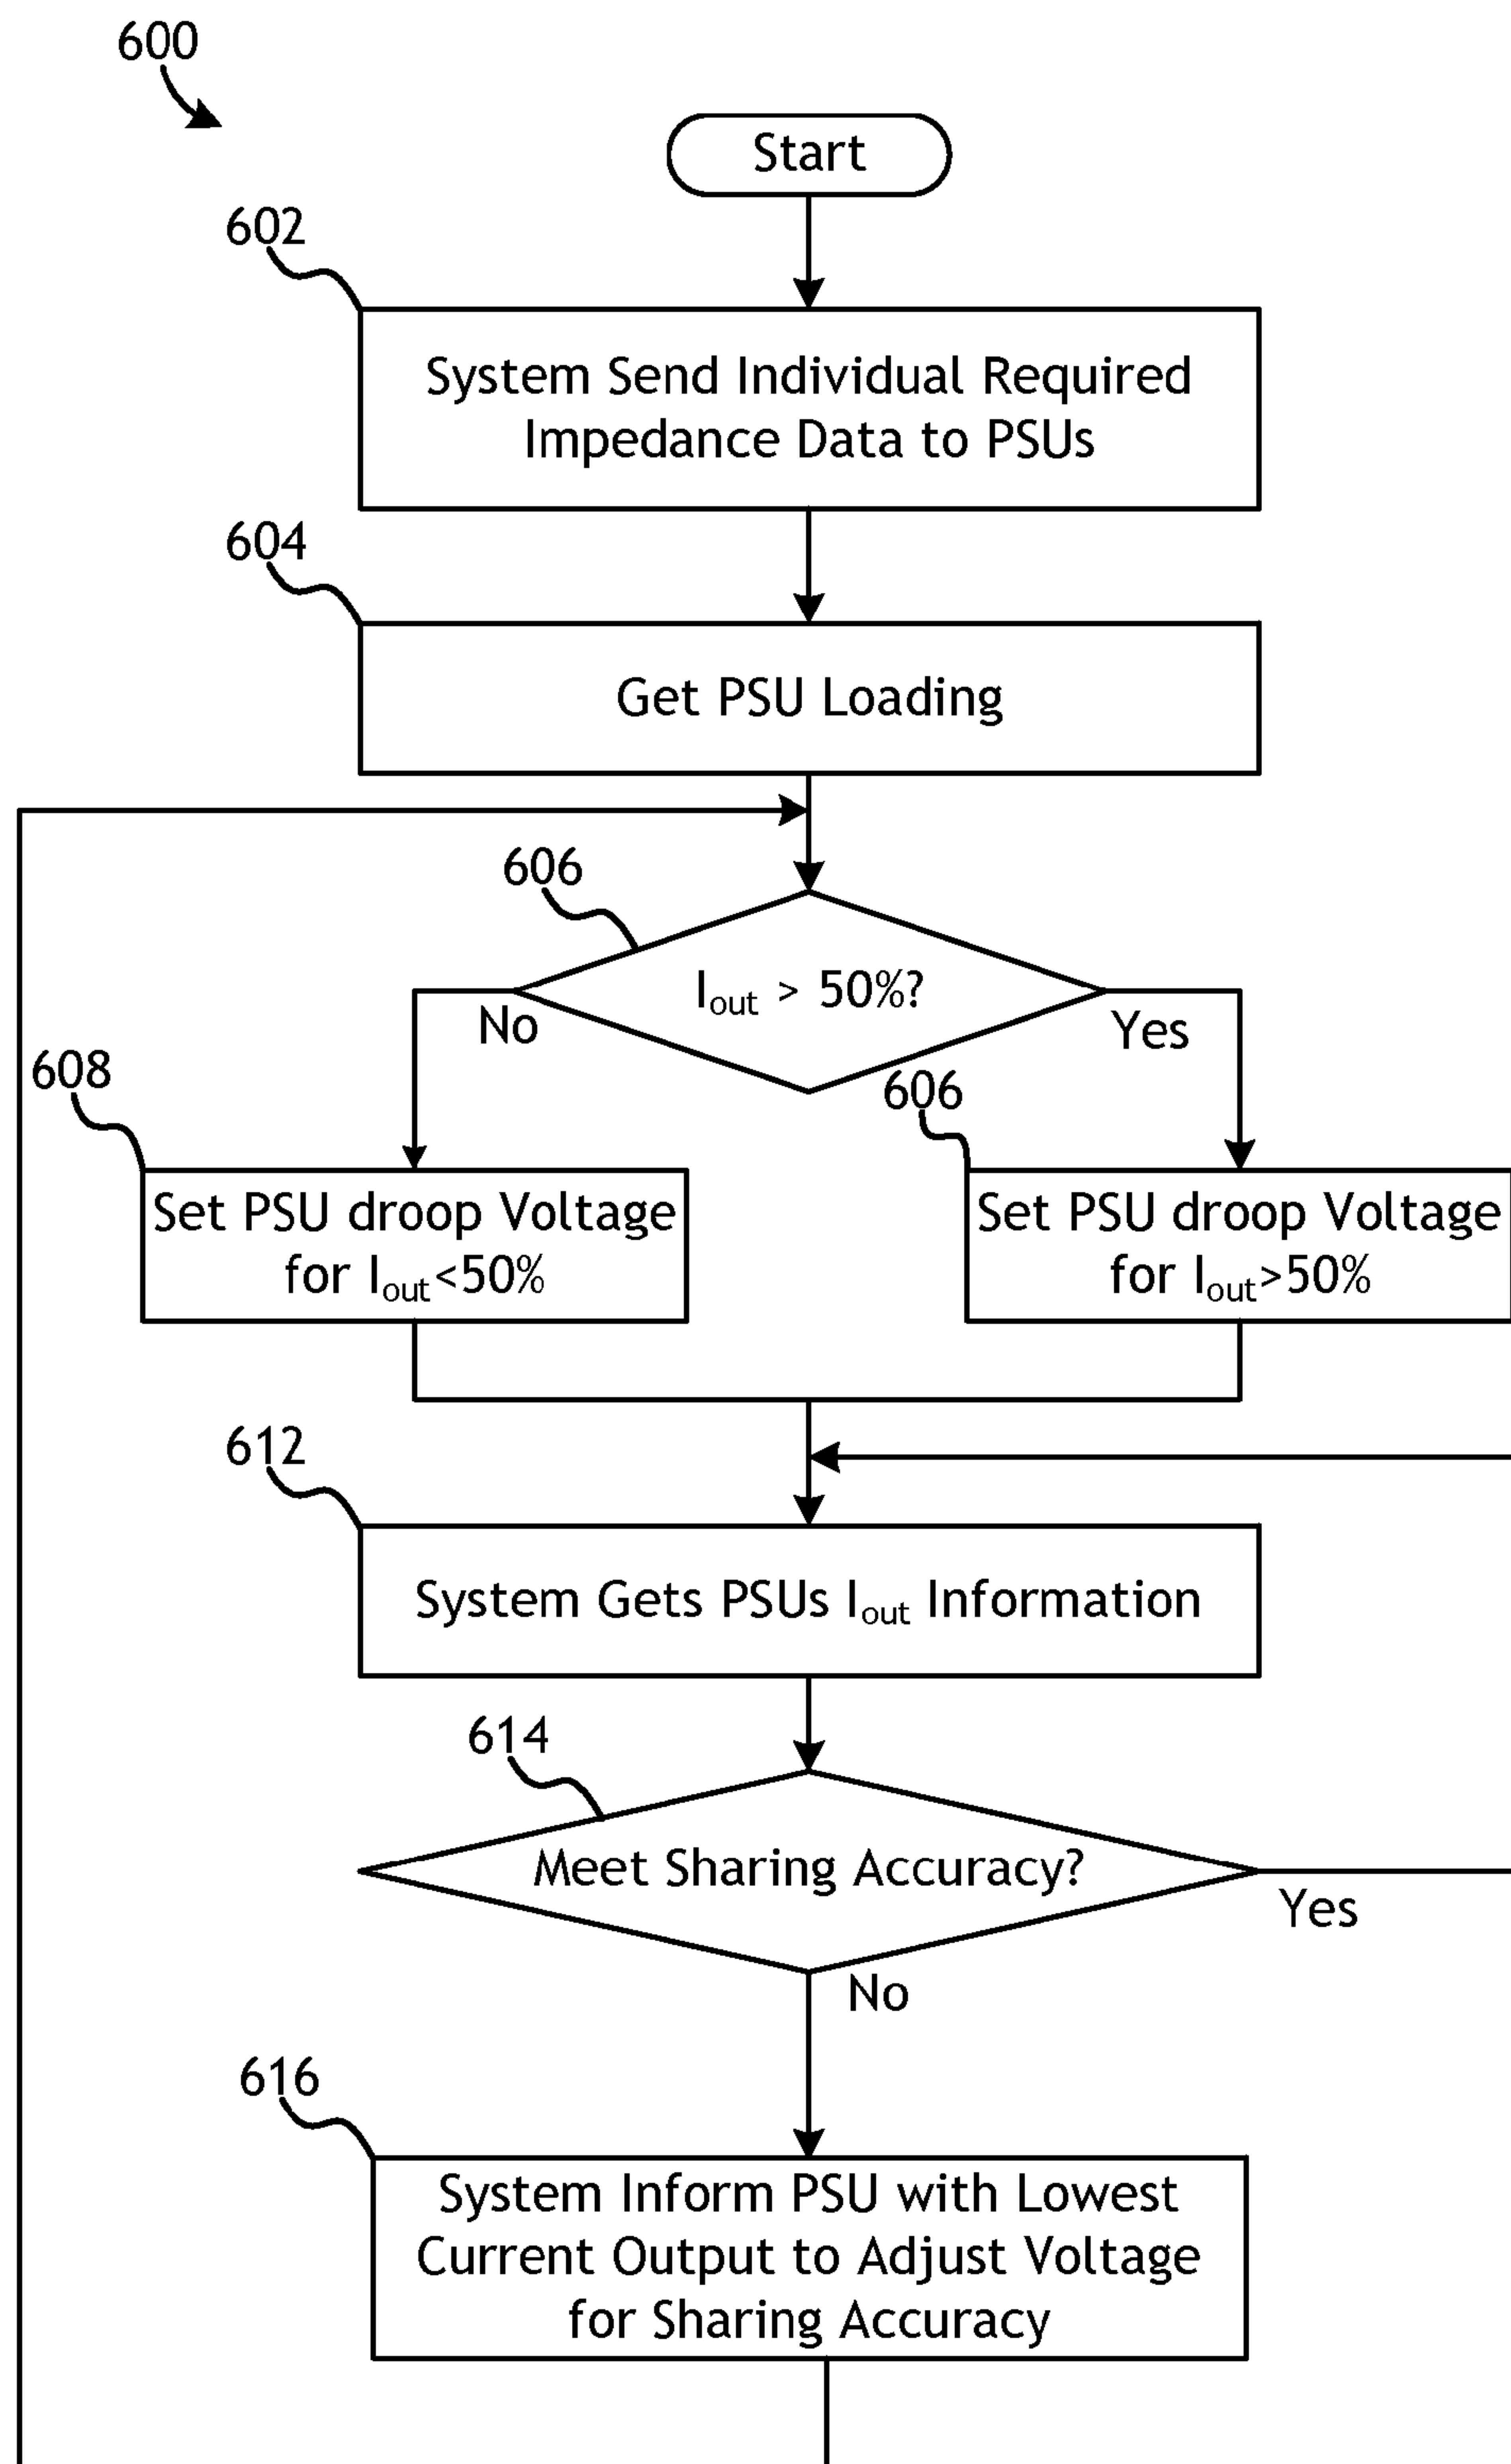 600
Start
602
System Send Individual Required
Impedance Data to PSUs
604
Get PSU Loading
606
Iout > 50%?
No
Yes
608
606
Set PSU droop Voltage
for Iout<50%
Set PSU droop Voltage
for Iout>50%
612
System Gets PSUs Iout Information
614
Meet Sharing Accuracy?
Yes
No
616
System Inform PSU with Lowest
Current Output to Adjust Voltage
for Sharing Accuracy